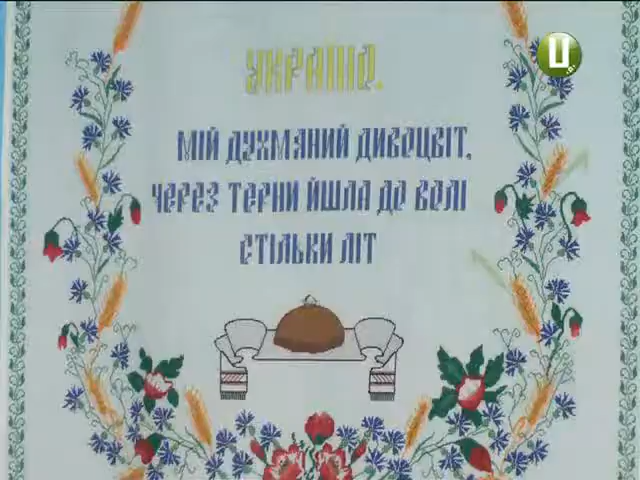 УКРАЇНО,
МІЙ ДУХМЯНИЙ ДИВОЦВІТ,
ЧЕРЕЗ ТЕРНИ ЙШЛА ДО ВОЛІ
СТІЛЬКИ ЛІТ
Ц